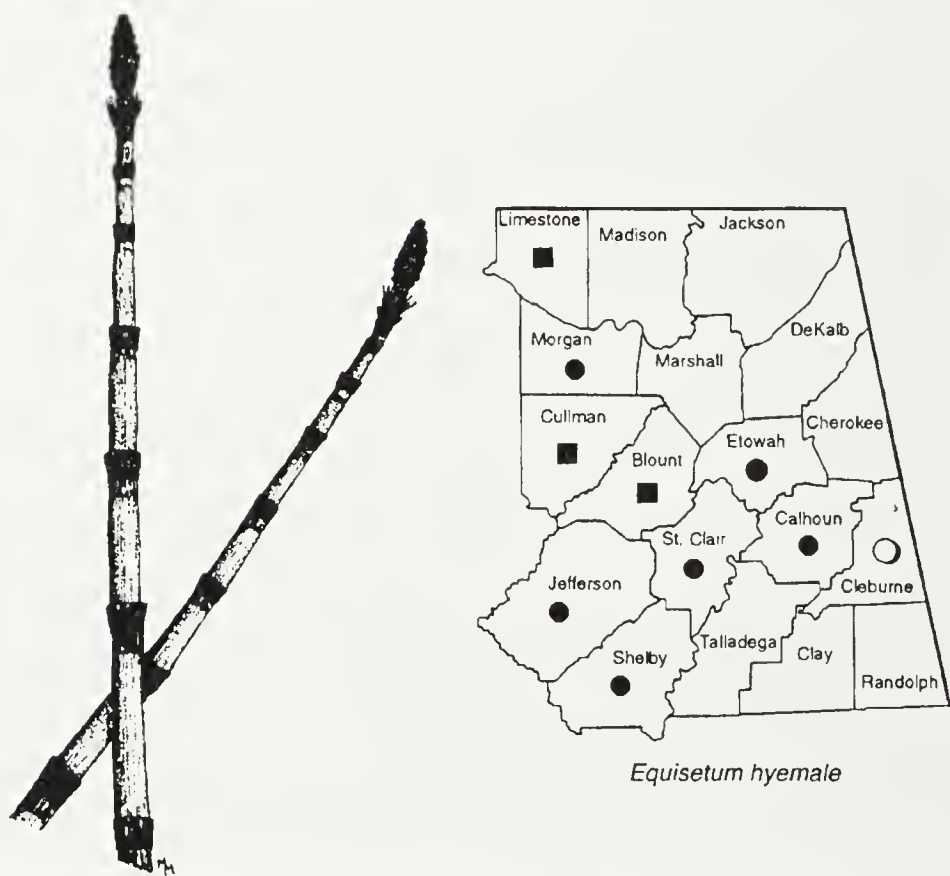 Limestone
Madison
Jackson
DeKalb
Morgan
Marshall
Cullman
Cherokee
Etowah
Blount
Calhoun
St. Clair
Jefferson
Cleburne
Talladega
Shelby
Clay
Randolph
Equisetum hyemale
MM